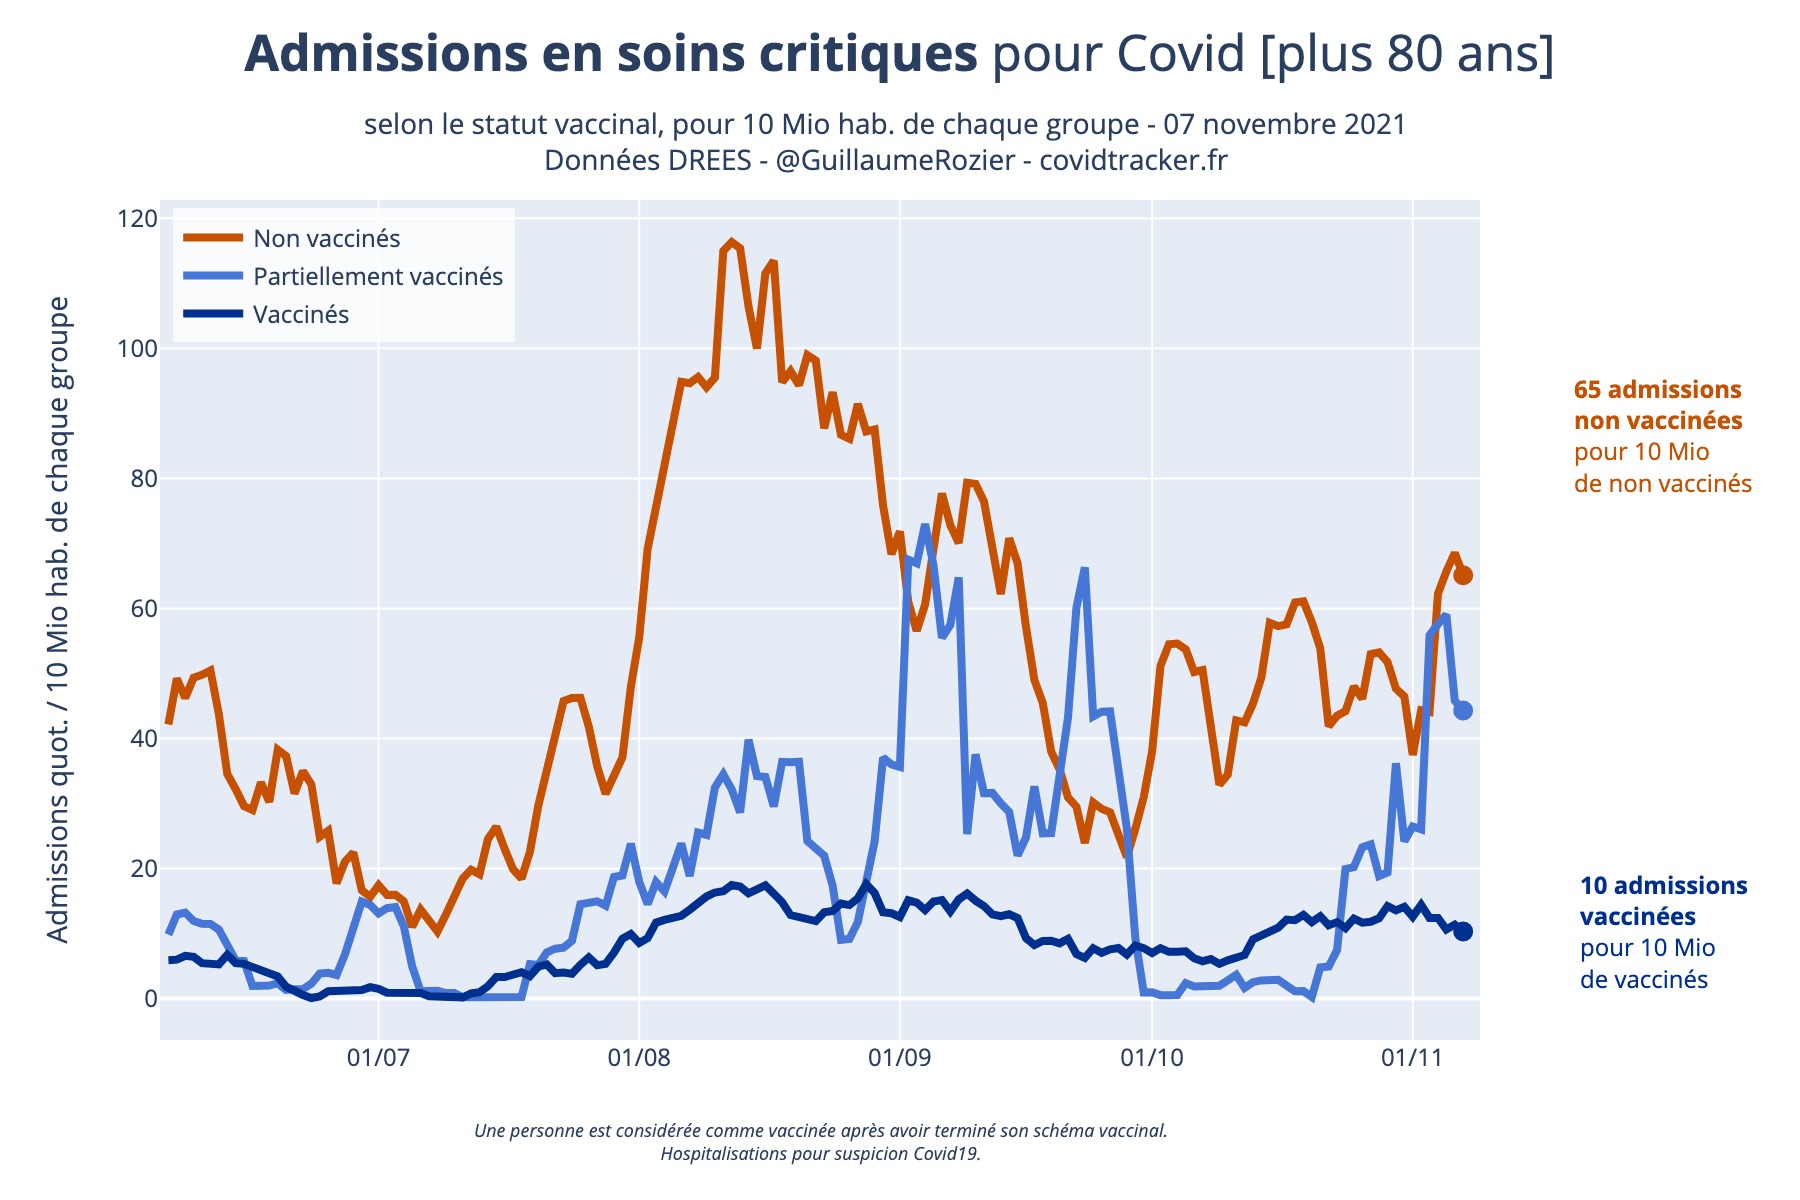 Admissions en soins critiques pour Covid [plus 80 ans]
selon le statut vaccinal, pour 10 Mio hab. de chaque groupe - 07 novembre 2021
Données DREES - @GuillaumeRozier - covidtracker.fr
Admissions quot. / 10 Mio hab. de chaque groupe
120
100
80
60
40
20
0
Non vaccinés
Partiellement vaccinés
Vaccinés
65 admissions
non vaccinées
pour 10 Mio
de non vaccinés
10 admissions
vaccinées
pour 10 Mio
de vaccinés
01/07
01/08
01/09
01/10
01/11
Une personne est considérée comme vaccinée après avoir terminé son schéma vaccinal.
Hospitalisations pour suspicion Covid19.